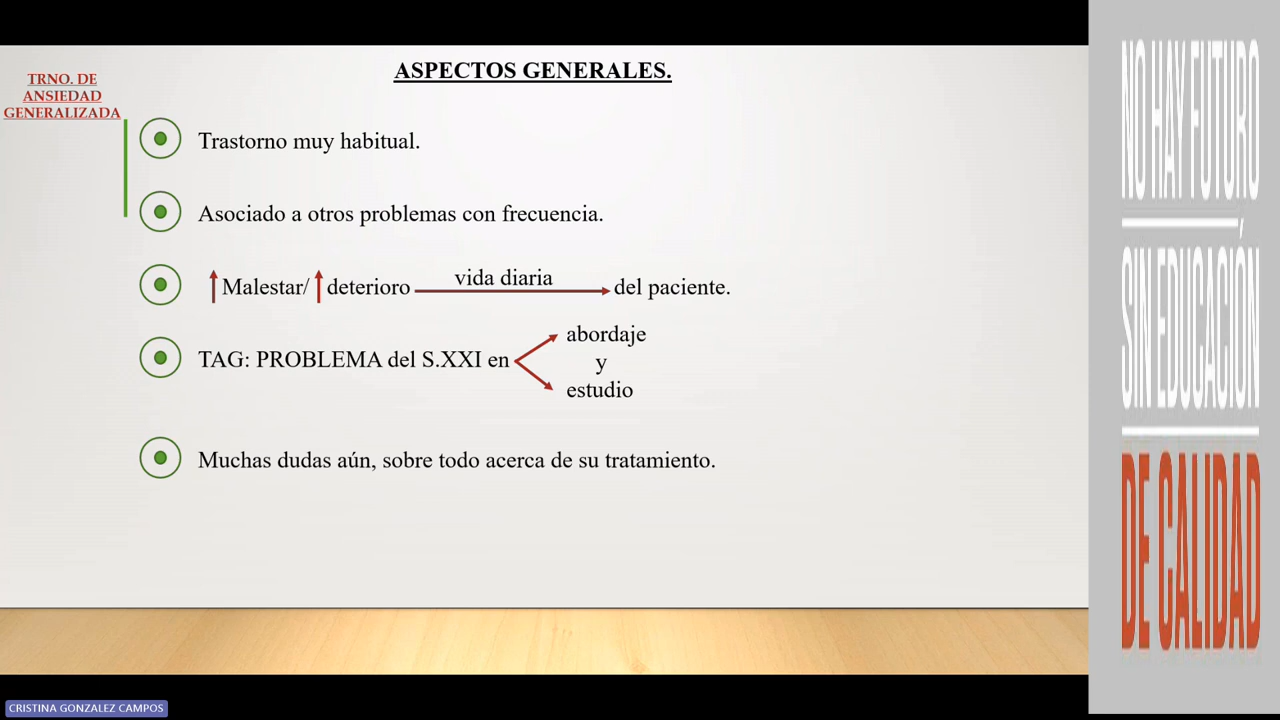 TRNO. DE
ANSIEDAD
GENERALIZADA
ASPECTOS GENERALES.
Trastorno muy habitual.
Asociado a otros problemas con frecuencia.
Malestar/ deterioro vida diaria del paciente.
TAG: PROBLEMA del S.XXI en
abordaje
y
estudio
Muchas dudas aún, sobre todo acerca de su tratamiento.
NO HAY FUTURO
SIN EDUCACIÓN
DE CALIDAD
CRISTINA GONZALEZ CAMPOS